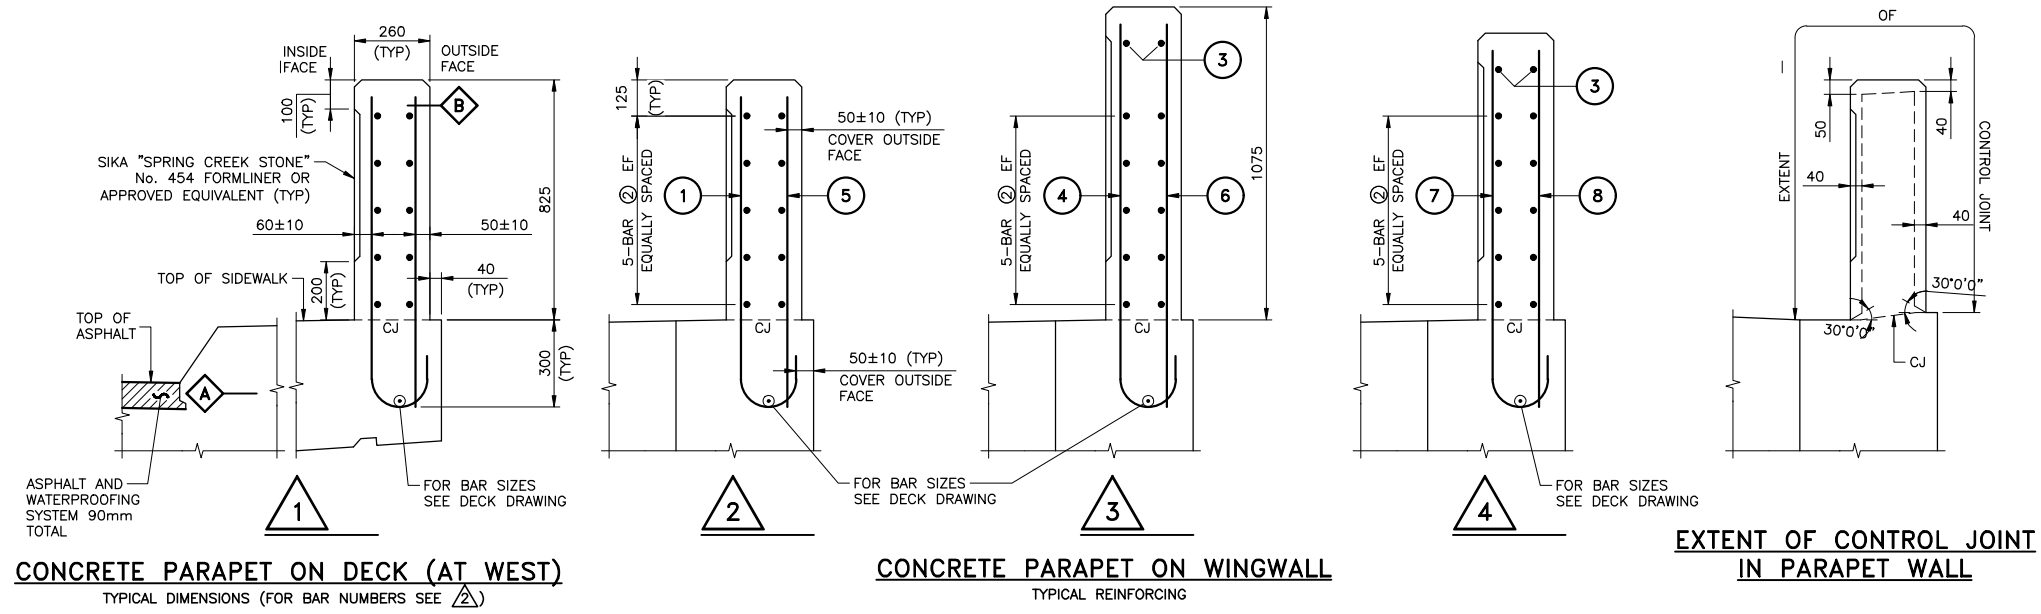 260
(TYP)
INSIDE
FACE
OUTSIDE
FACE
100
(TYP)
B
SIKA "SPRING CREEK STONE"
No. 454 FORMLINER OR
APPROVED EQUIVALENT (TYP)
825
60±10
50±10
TOP OF SIDEWALK
200
(TYP)
40
(TYP)
TOP OF
ASPHALT
CJ
300
(TYP)
A
ASPHALT AND
WATERPROOFING
SYSTEM 90mm
TOTAL
FOR BAR SIZES
SEE DECK DRAWING
1
CONCRETE PARAPET ON DECK (AT WEST)
TYPICAL DIMENSIONS (FOR BAR NUMBERS SEE 2)
125
(TYP)
50±10 (TYP)
COVER OUTSIDE
FACE
5-BAR 2 EF
EQUALLY SPACED
1
5
CJ
50±10 (TYP)
COVER OUTSIDE
FACE
FOR BAR SIZES
SEE DECK DRAWING
2
3
1075
5-BAR 2 EF
EQUALLY SPACED
4
6
CJ
3
CONCRETE PARAPET ON WINGWALL
TYPICAL REINFORCING
3
5-BAR 2 EF
EQUALLY SPACED
7
8
CJ
FOR BAR SIZES
SEE DECK DRAWING
4
OF
EXTENT
CONTROL JOINT
50
40
40
40
30°0'0"
30°0'0"
CJ
EXTENT OF CONTROL JOINT
IN PARAPET WALL